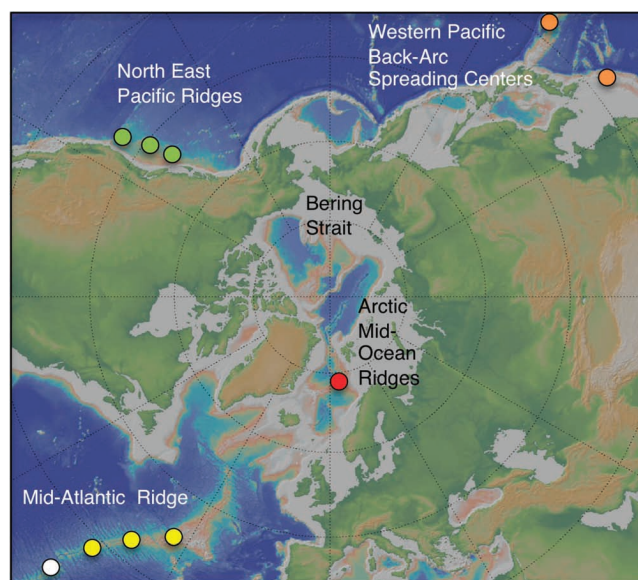 Western Pacific
Back-Arc
Spreading Centers
North East
Pacific Ridges
Bering
Strait
Arctic
Mid-
Ocean
Ridges
Mid-Atlantic Ridge